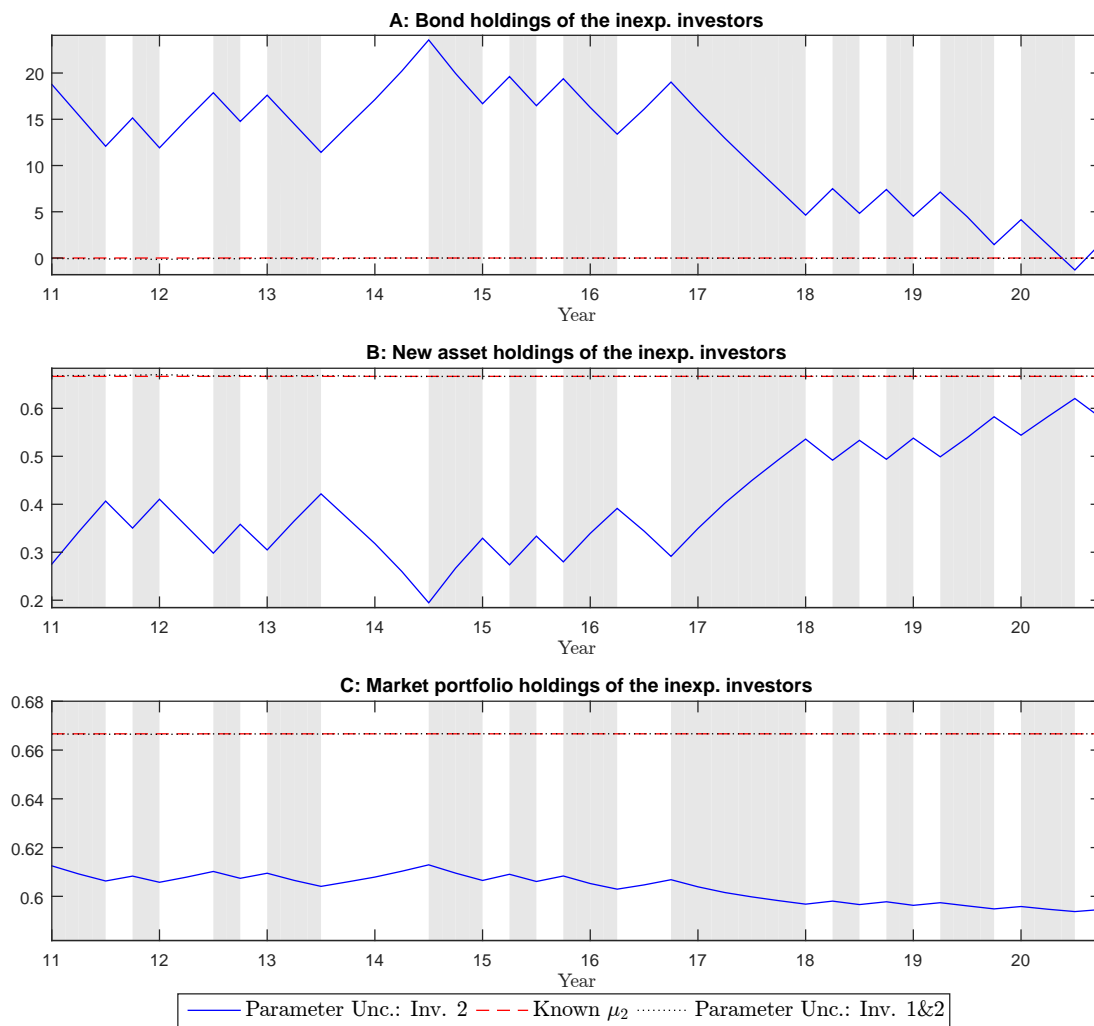 A: Bond holdings of the inexp. investors
20
15
10
5
0
11 12 13 14 15 16 17 18 19 20
Year
B: New asset holdings of the inexp. investors
0.6
0.5
0.4
0.3
0.2
11 12 13 14 15 16 17 18 19 20
Year
C: Market portfolio holdings of the inexp. investors
0.68
0.66
0.64
0.62
0.6
11 12 13 14 15 16 17 18 19 20
Year
Parameter Unc.: Inv. 2 Known μ₂ Parameter Unc.: Inv. 1&2